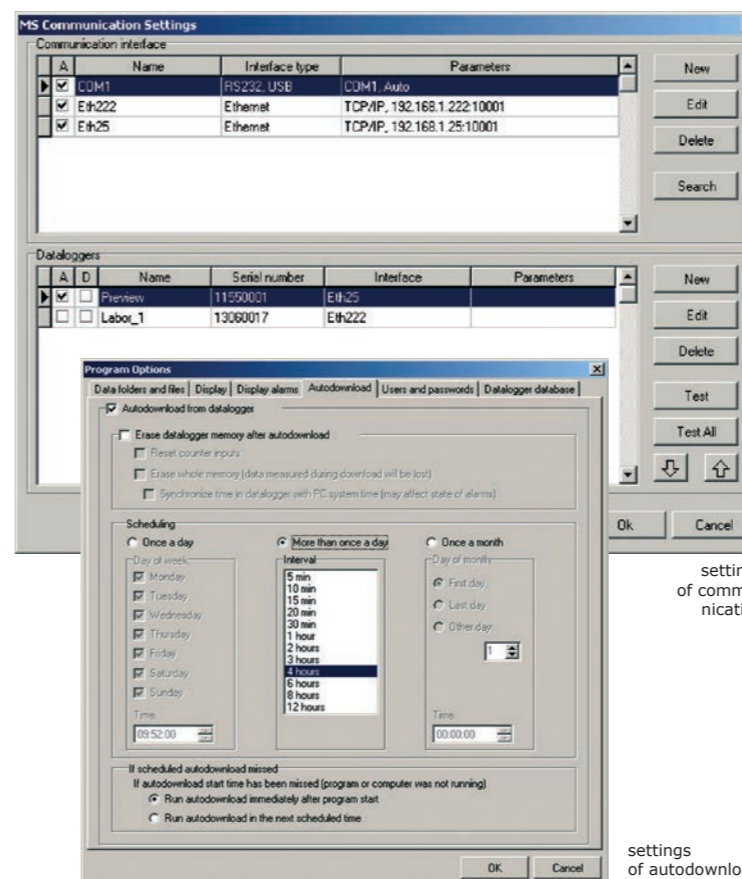 MS Communication Settings
Communication interface
A Name Interface type Parameters
COM1 RS232, USB COM1, Auto
Eth222 Ethernet TCP/IP, 192.168.1.222:10001
Eth25 Ethernet TCP/IP, 192.168.1.25:10001
New
Edit
Delete
Search
Dataloggers
A D Name Serial number Interface Parameters
Preview 11550001 Eth25
Labor_1 13060017 Eth222
New
Edit
Delete
Test
Test All
Ok Cancel
Program Options
Data folders and files Display Display alarms Autodownload Users and passwords Datalogger database
Autodownload from datalogger
Erase datalogger memory after autodownload
Reset counter inputs
Erase whole memory (data measured during download will be lost)
Synchronize time in datalogger with PC system time (may affect state of alarms)
Scheduling
Once a day More than once a day Once a month
Day of week
Monday
Tuesday
Wednesday
Thursday
Friday
Saturday
Sunday
Time
09:52:00
Interval
5 min
10 min
15 min
20 min
30 min
1 hour
2 hours
3 hours
4 hours
6 hours
8 hours
12 hours
Day of month
First day
Last day
Other day:
1
Time
00:00:00
If scheduled autodownload missed
If autodownload start time has been missed (program or computer was not running)
Run autodownload immediately after program start
Run autodownload in the next scheduled time
OK Cancel
settin
of commu
nicati
settings
of autodownlo